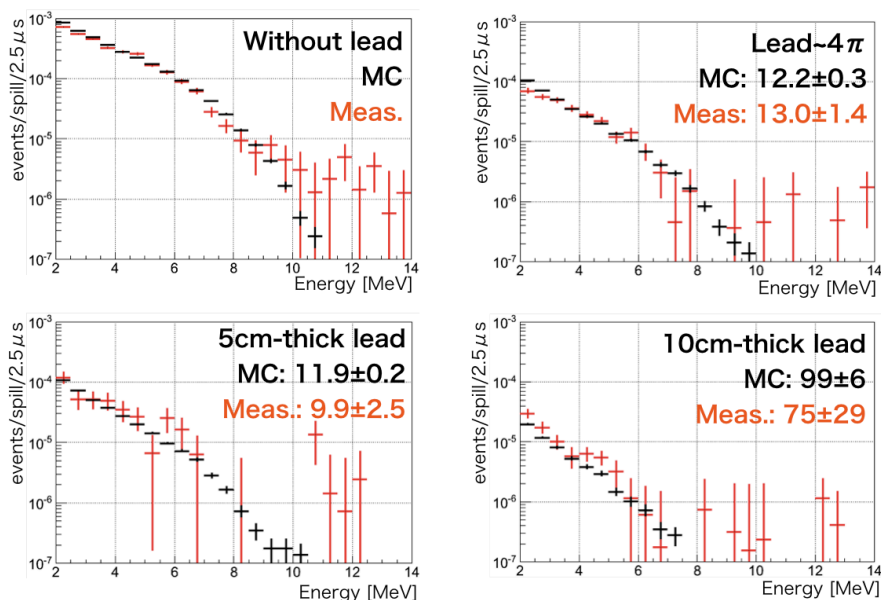 Without lead
MC
Meas.
events/spill/2.5μs
10-3
10-4
10-5
10-6
10-7
2 4 6 8 10 12 14
Energy [MeV]
Lead~4π
MC: 12.2±0.3
Meas: 13.0±1.4
events/spill/2.5μs
10-3
10-4
10-5
10-6
10-7
2 4 6 8 10 12 14
Energy [MeV]
5cm-thick lead
MC: 11.9±0.2
Meas.: 9.9±2.5
events/spill/2.5μs
10-3
10-4
10-5
10-6
10-7
2 4 6 8 10 12 14
Energy [MeV]
10cm-thick lead
MC: 99±6
Meas.: 75±29
events/spill/2.5μs
10-3
10-4
10-5
10-6
10-7
2 4 6 8 10 12 14
Energy [MeV]